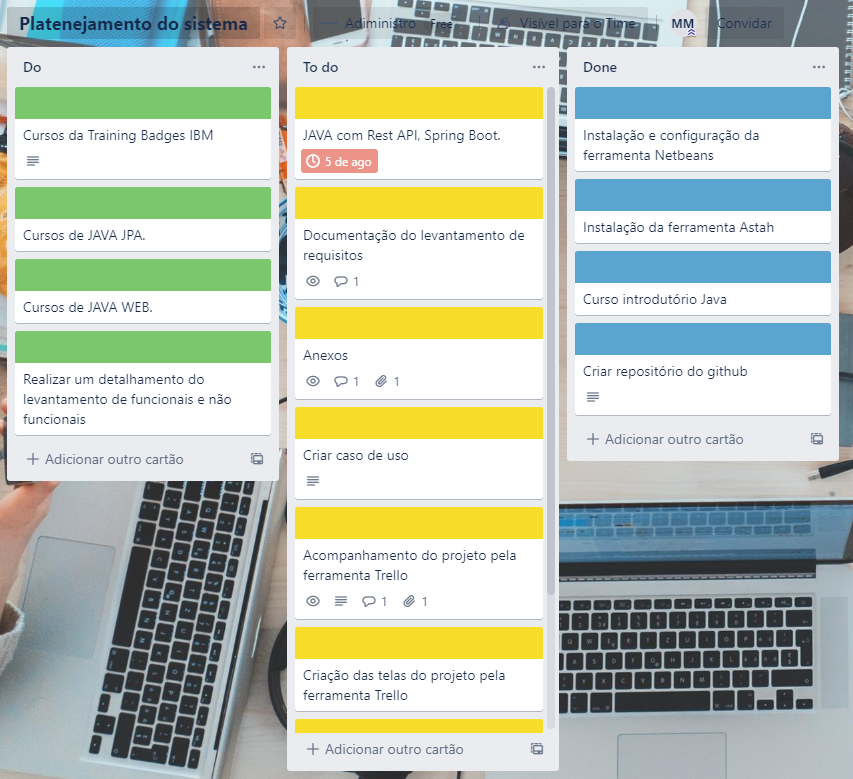 Platenejamento do sistema
Adiministro Free Visível para o Time MM Convidar
Do
Cursos da Training Badges IBM
Cursos de JAVA JPA.
Cursos de JAVA WEB.
Realizar um detalhamento do
levantamento de funcionais e não
funcionais
+ Adicionar outro cartão
To do
JAVA com Rest API, Spring Boot.
5 de ago
Documentação do levantamento de
requisitos
1
Anexos
1 1
Criar caso de uso
Acompanhamento do projeto pela
ferramenta Trello
1 1
Criação das telas do projeto pela
ferramenta Trello
+ Adicionar outro cartão
Done
Instalação e configuração da
ferramenta Netbeans
Instalação da ferramenta Astah
Curso introdutório Java
Criar repositório do github
+ Adicionar outro cartão